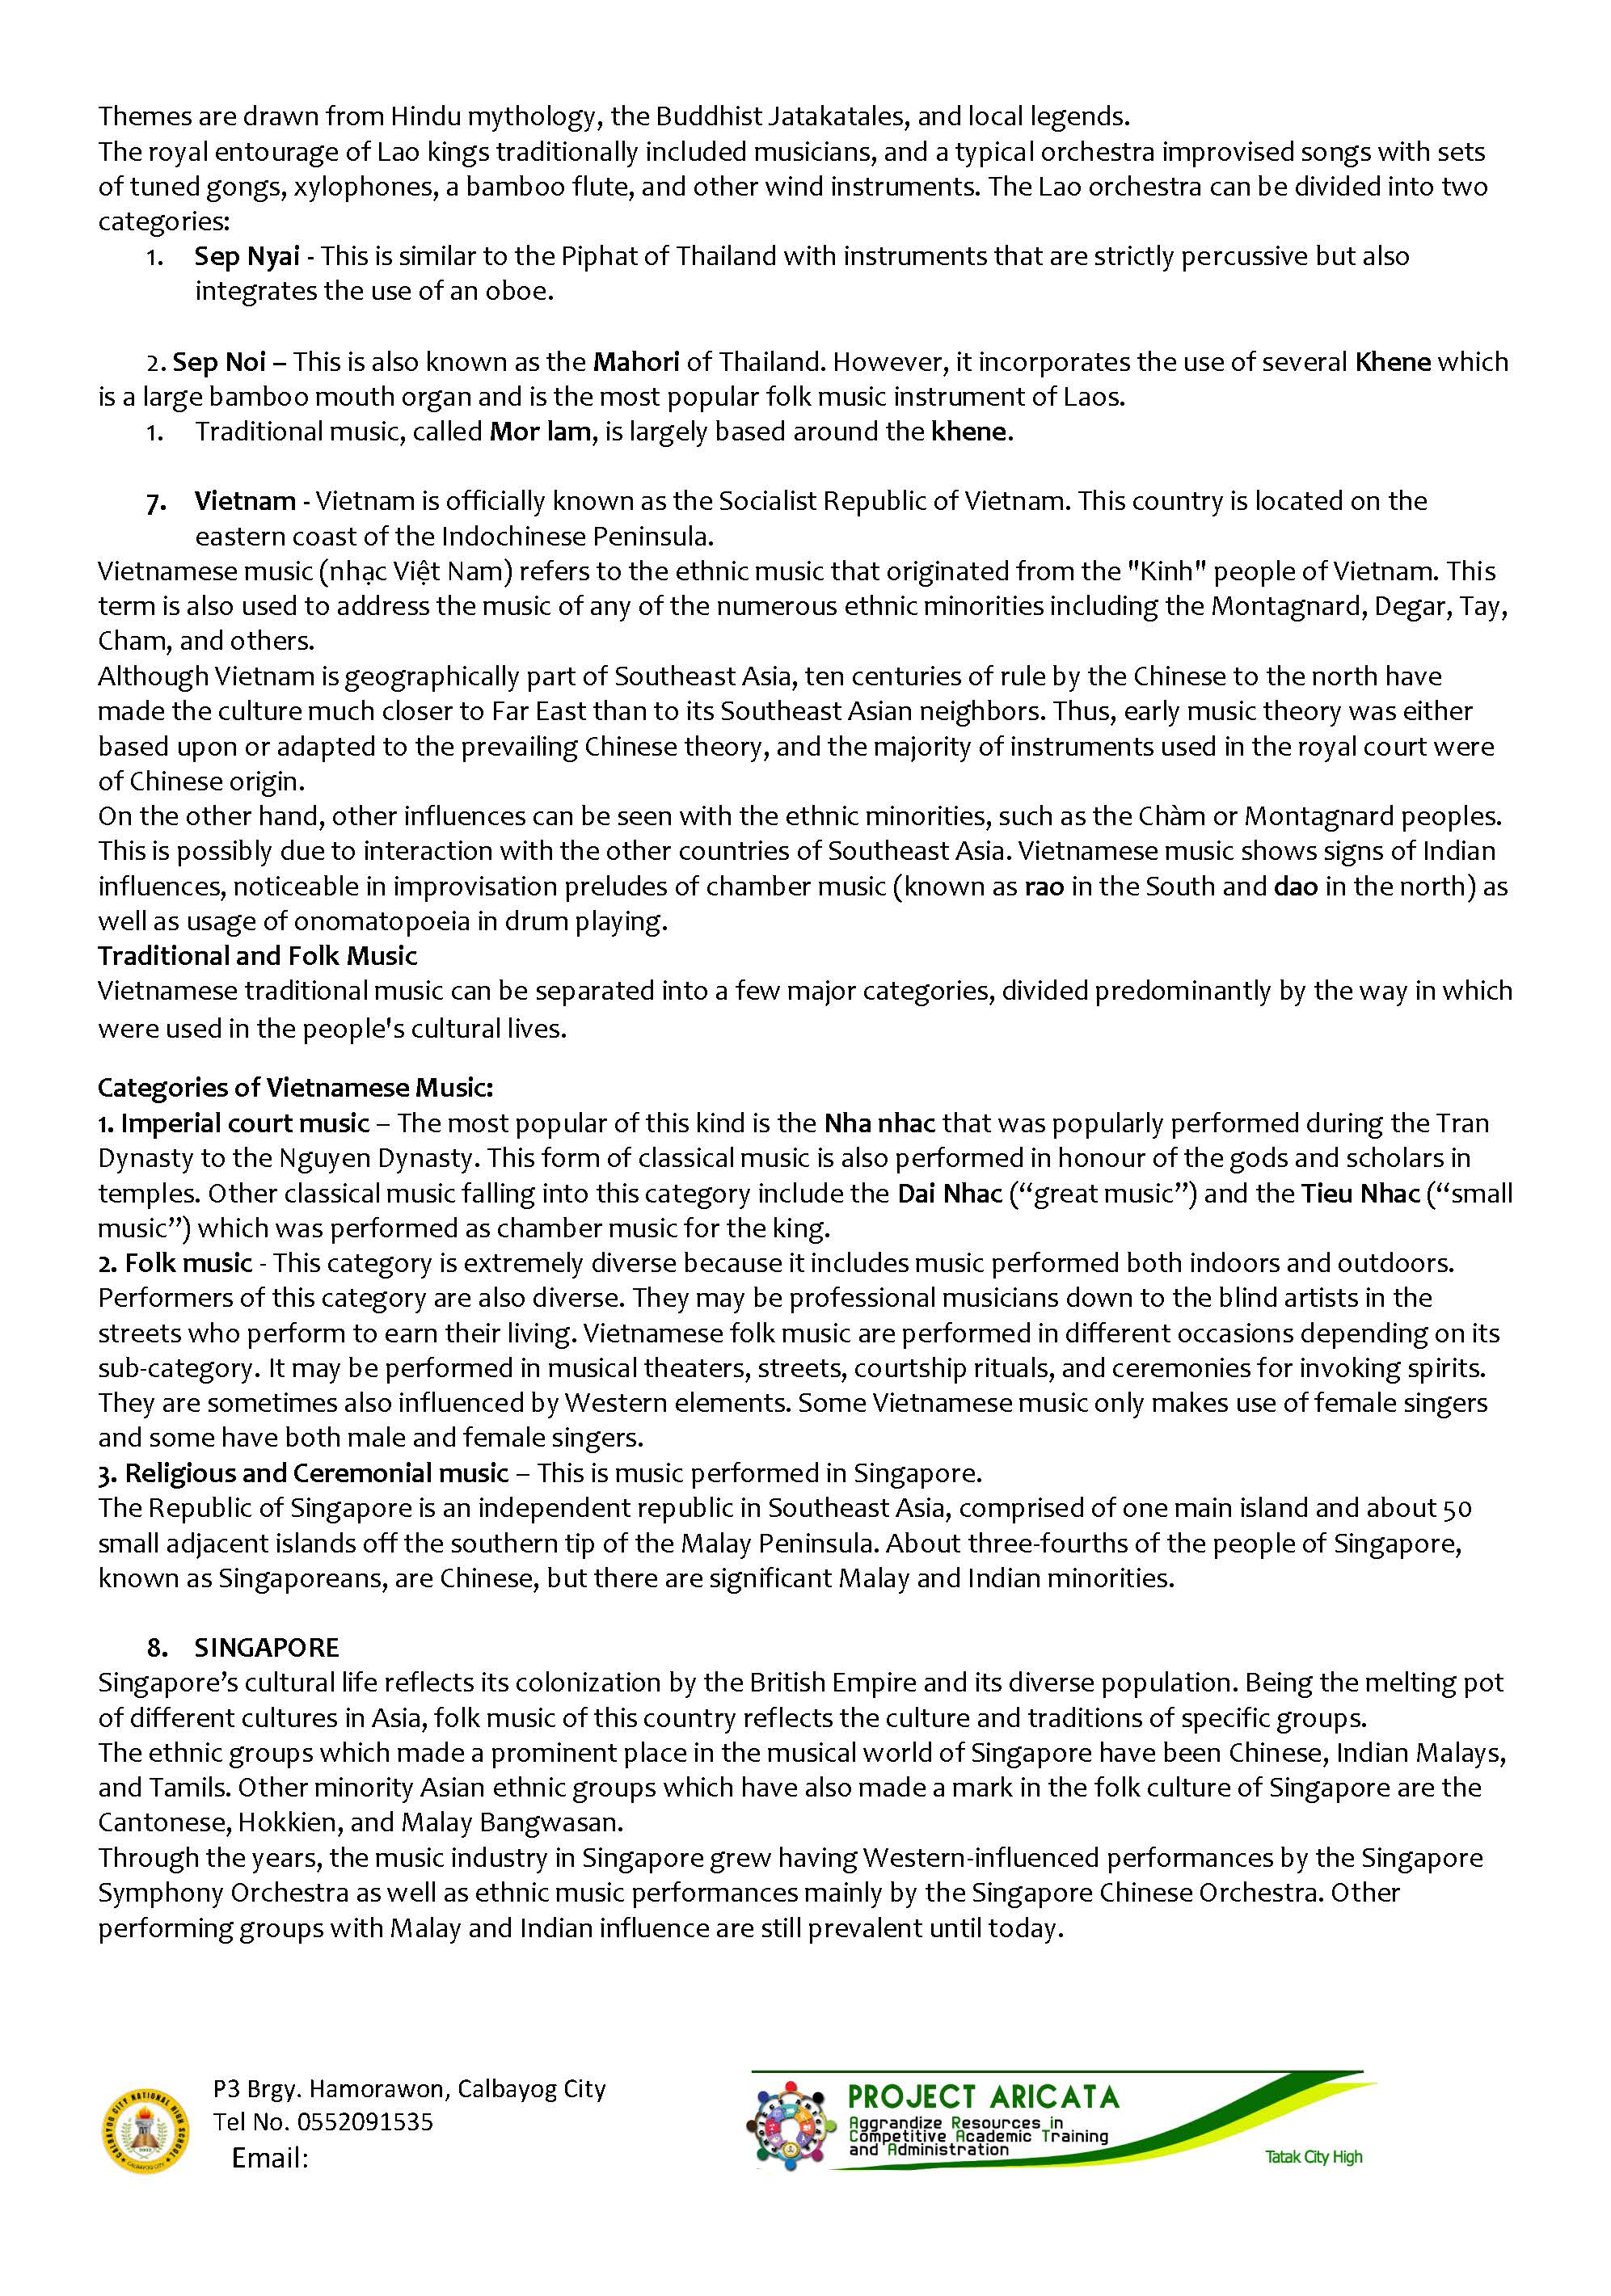 Themes are drawn from Hindu mythology, the Buddhist Jatakatales, and local legends.
The royal entourage of Lao kings traditionally included musicians, and a typical orchestra improvised songs with sets
of tuned gongs, xylophones, a bamboo flute, and other wind instruments. The Lao orchestra can be divided into two
categories:
1. Sep Nyai - This is similar to the Piphat of Thailand with instruments that are strictly percussive but also
integrates the use of an oboe.
2. Sep Noi – This is also known as the Mahori of Thailand. However, it incorporates the use of several Khene which
is a large bamboo mouth organ and is the most popular folk music instrument of Laos.
1. Traditional music, called Mor lam, is largely based around the khene.
7. Vietnam - Vietnam is officially known as the Socialist Republic of Vietnam. This country is located on the
eastern coast of the Indochinese Peninsula.
Vietnamese music (nhạc Việt Nam) refers to the ethnic music that originated from the "Kinh" people of Vietnam. This
term is also used to address the music of any of the numerous ethnic minorities including the Montagnard, Degar, Tay,
Cham, and others.
Although Vietnam is geographically part of Southeast Asia, ten centuries of rule by the Chinese to the north have
made the culture much closer to Far East than to its Southeast Asian neighbors. Thus, early music theory was either
based upon or adapted to the prevailing Chinese theory, and the majority of instruments used in the royal court were
of Chinese origin.
On the other hand, other influences can be seen with the ethnic minorities, such as the Chàm or Montagnard peoples.
This is possibly due to interaction with the other countries of Southeast Asia. Vietnamese music shows signs of Indian
influences, noticeable in improvisation preludes of chamber music (known as rao in the South and dao in the north) as
well as usage of onomatopoeia in drum playing.
Traditional and Folk Music
Vietnamese traditional music can be separated into a few major categories, divided predominantly by the way in which
were used in the people's cultural lives.
Categories of Vietnamese Music:
1. Imperial court music – The most popular of this kind is the Nha nhac that was popularly performed during the Tran
Dynasty to the Nguyen Dynasty. This form of classical music is also performed in honour of the gods and scholars in
temples. Other classical music falling into this category include the Dai Nhac (“great music”) and the Tieu Nhac (“small
music”) which was performed as chamber music for the king.
2. Folk music - This category is extremely diverse because it includes music performed both indoors and outdoors.
Performers of this category are also diverse. They may be professional musicians down to the blind artists in the
streets who perform to earn their living. Vietnamese folk music are performed in different occasions depending on its
sub-category. It may be performed in musical theaters, streets, courtship rituals, and ceremonies for invoking spirits.
They are sometimes also influenced by Western elements. Some Vietnamese music only makes use of female singers
and some have both male and female singers.
3. Religious and Ceremonial music – This is music performed in Singapore.
The Republic of Singapore is an independent republic in Southeast Asia, comprised of one main island and about 50
small adjacent islands off the southern tip of the Malay Peninsula. About three-fourths of the people of Singapore,
known as Singaporeans, are Chinese, but there are significant Malay and Indian minorities.
8. SINGAPORE
Singapore’s cultural life reflects its colonization by the British Empire and its diverse population. Being the melting pot
of different cultures in Asia, folk music of this country reflects the culture and traditions of specific groups.
The ethnic groups which made a prominent place in the musical world of Singapore have been Chinese, Indian Malays,
and Tamils. Other minority Asian ethnic groups which have also made a mark in the folk culture of Singapore are the
Cantonese, Hokkien, and Malay Bangwasan.
Through the years, the music industry in Singapore grew having Western-influenced performances by the Singapore
Symphony Orchestra as well as ethnic music performances mainly by the Singapore Chinese Orchestra. Other
performing groups with Malay and Indian influence are still prevalent until today.
CALBAYOG CITY NATIONAL HIGH SCHOOL
CALBAYOG CITY
P3 Brgy. Hamorawon, Calbayog City
Tel No. 0552091535
Email:
PROJECT ARICATA
Aggrandize Resources in
Competitive Academic Training
and Administration
Tatak City High